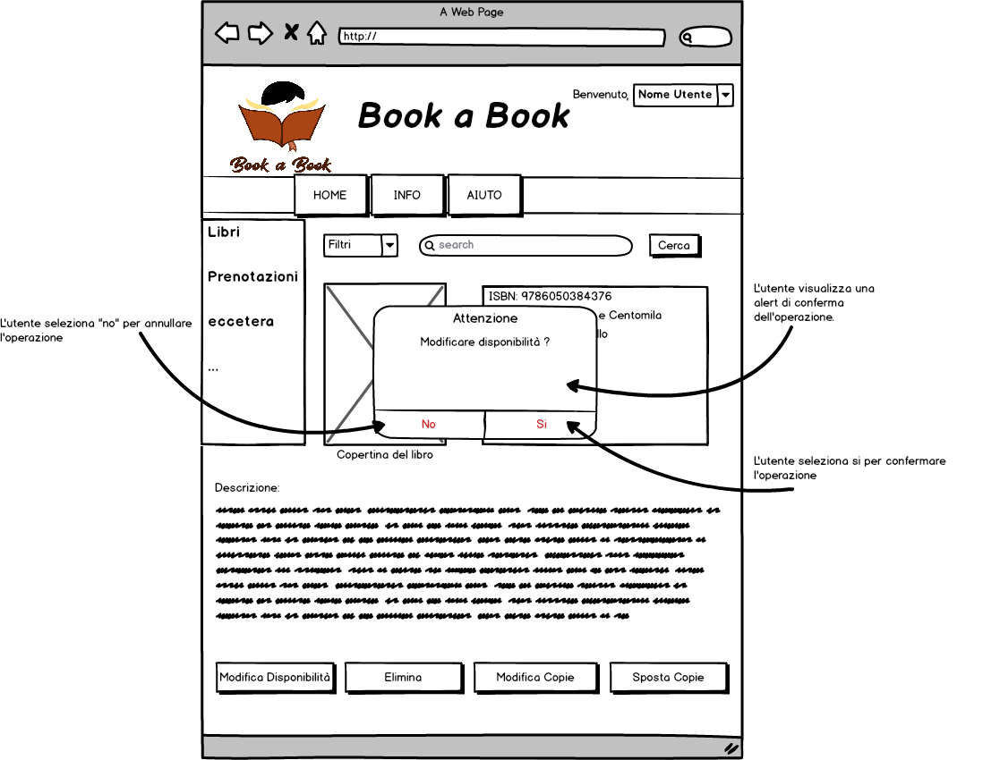 A Web Page
http://
Benvenuto,
Nome Utente
Book a Book
Book a Book
HOME
INFO
AIUTO
Libri
Prenotazioni
eccetera
...
Filtri
search
Cerca
ISBN: 9786050384376
e Centomila
llo
Attenzione
Modificare disponibilità ?
No
Si
Copertina del libro
L'utente seleziona "no" per annullare
l'operazione
L'utente visualizza una
alert di conferma
dell'operazione.
L'utente seleziona si per confermare
l'operazione
Descrizione:
Modifica Disponibilità
Elimina
Modifica Copie
Sposta Copie